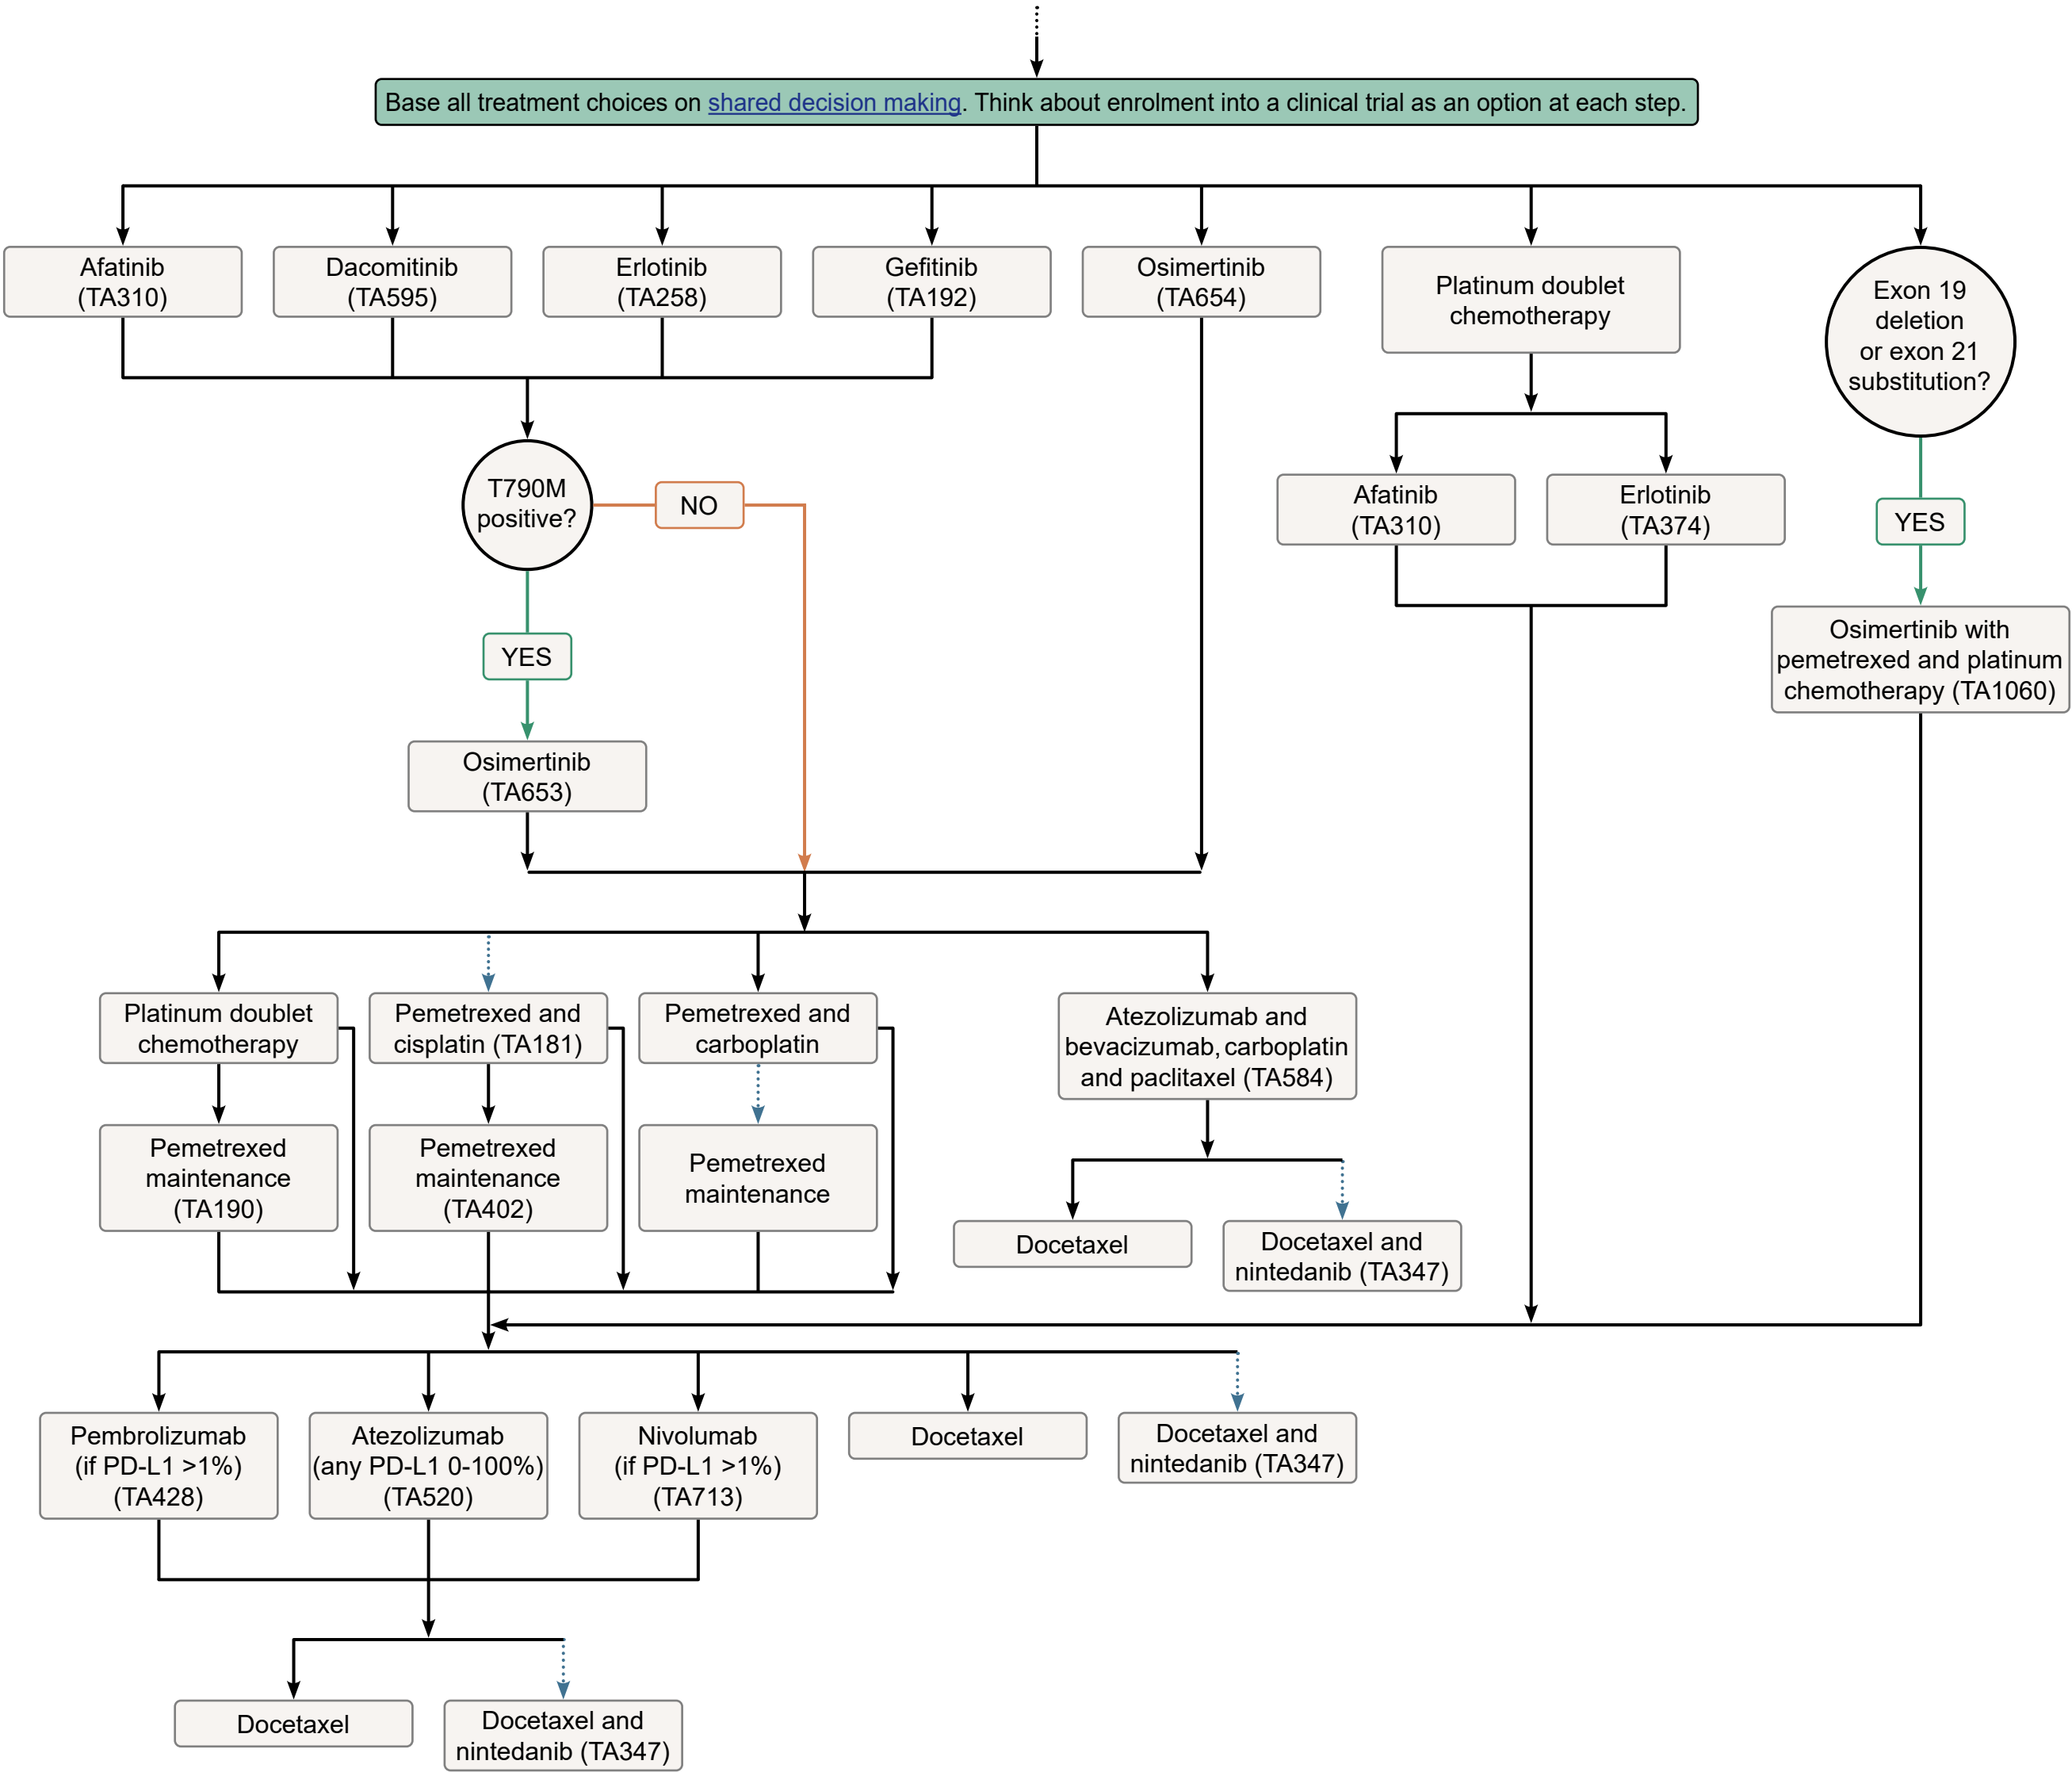 Base all treatment choices on shared decision making. Think about enrolment into a clinical trial as an option at each step.
Afatinib
(TA310)
Dacomitinib
(TA595)
Erlotinib
(TA258)
Gefitinib
(TA192)
Osimertinib
(TA654)
Platinum doublet
chemotherapy
Exon 19
deletion
or exon 21
substitution?
T790M
positive?
NO
YES
Osimertinib
(TA653)
Afatinib
(TA310)
Erlotinib
(TA374)
YES
Osimertinib with
pemetrexed and platinum
chemotherapy (TA1060)
Platinum doublet
chemotherapy
Pemetrexed and
cisplatin (TA181)
Pemetrexed and
carboplatin
Atezolizumab and
bevacizumab, carboplatin
and paclitaxel (TA584)
Pemetrexed
maintenance
(TA190)
Pemetrexed
maintenance
(TA402)
Pemetrexed
maintenance
Docetaxel
Docetaxel and
nintedanib (TA347)
Pembrolizumab
(if PD-L1 >1%)
(TA428)
Atezolizumab
(any PD-L1 0-100%)
(TA520)
Nivolumab
(if PD-L1 >1%)
(TA713)
Docetaxel
Docetaxel and
nintedanib (TA347)
Docetaxel
Docetaxel and
nintedanib (TA347)